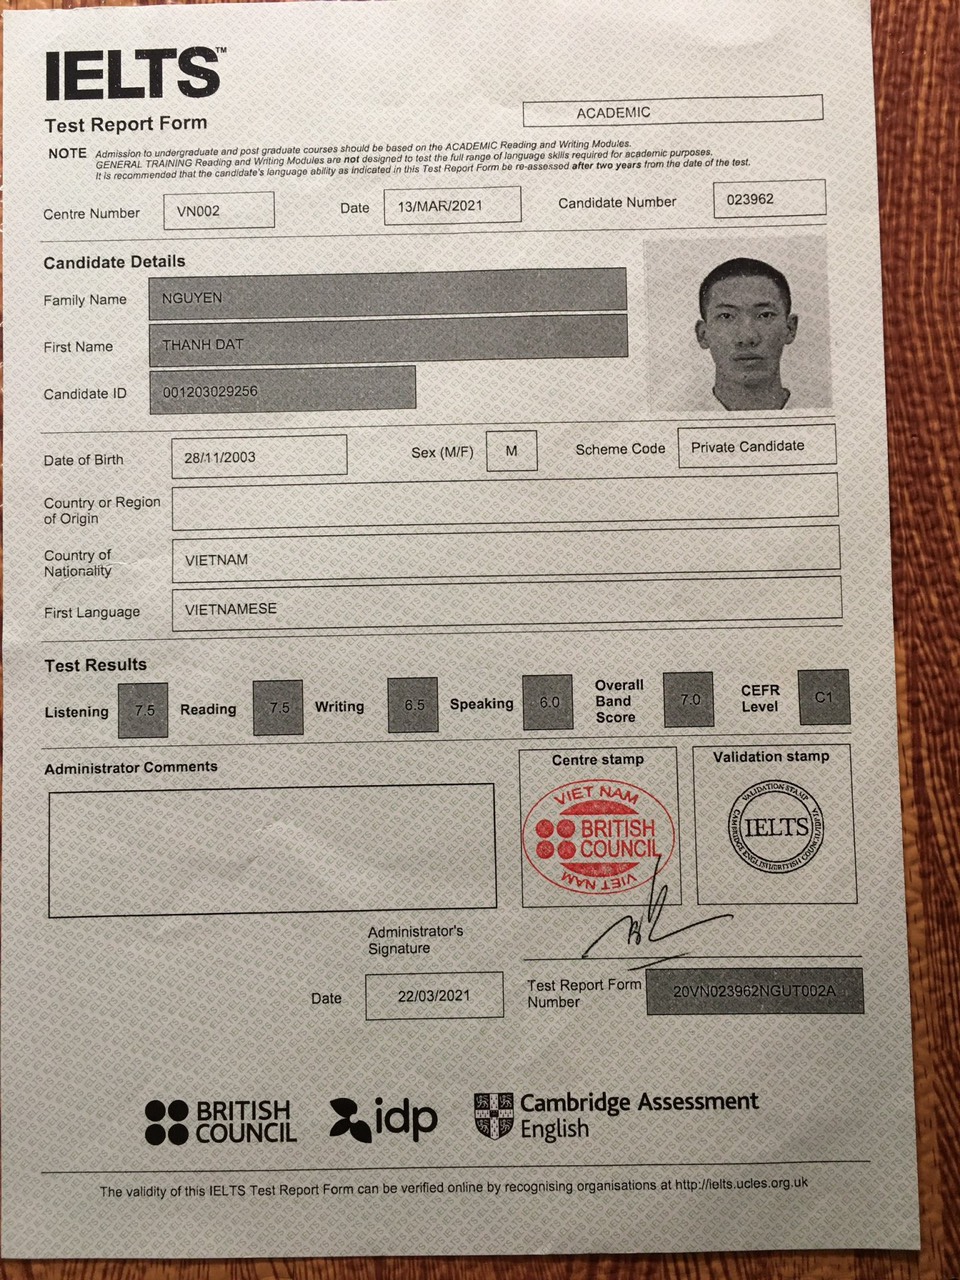 IELTS™
Test Report Form
ACADEMIC
NOTE Admission to undergraduate and post graduate courses should be based on the ACADEMIC Reading and Writing Modules.
GENERAL TRAINING Reading and Writing Modules are not designed to test the full range of language skills required for academic purposes.
It is recommended that the candidate's language ability as indicated in this Test Report Form be re-assessed after two years from the date of the test.
Centre Number VN002 Date 13/MAR/2021 Candidate Number 023962
Candidate Details
Family Name NGUYEN
First Name THANH DAT
Candidate ID 001203029256
Date of Birth 28/11/2003 Sex (M/F) M Scheme Code Private Candidate
Country or Region
of Origin
Country of
Nationality VIETNAM
First Language VIETNAMESE
Test Results
Listening 7.5 Reading 7.5 Writing 6.5 Speaking 6.0 Overall Band Score 7.0 CEFR Level C1
Administrator Comments
Centre stamp
VIET NAM
BRITISH
COUNCIL
VIET NAM
Validation stamp
VALIDATION STAMP
IELTS
Administrator's
Signature
Date 22/03/2021
Test Report Form
Number 20VN023962NGUT002A
BRITISH
COUNCIL
idp
Cambridge Assessment
English
The validity of this IELTS Test Report Form can be verified online by recognising organisations at http://ielts.ucles.org.uk